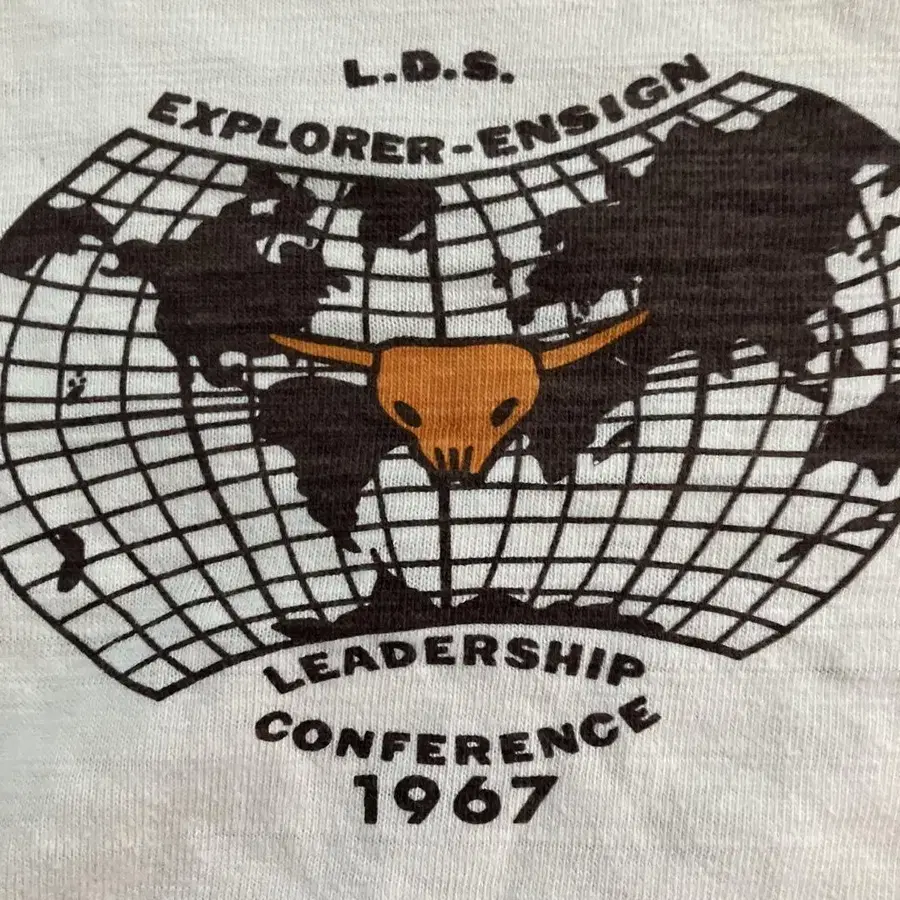 L.D.S.
EXPLORER-ENSIGN
LEADERSHIP
CONFERENCE
1967